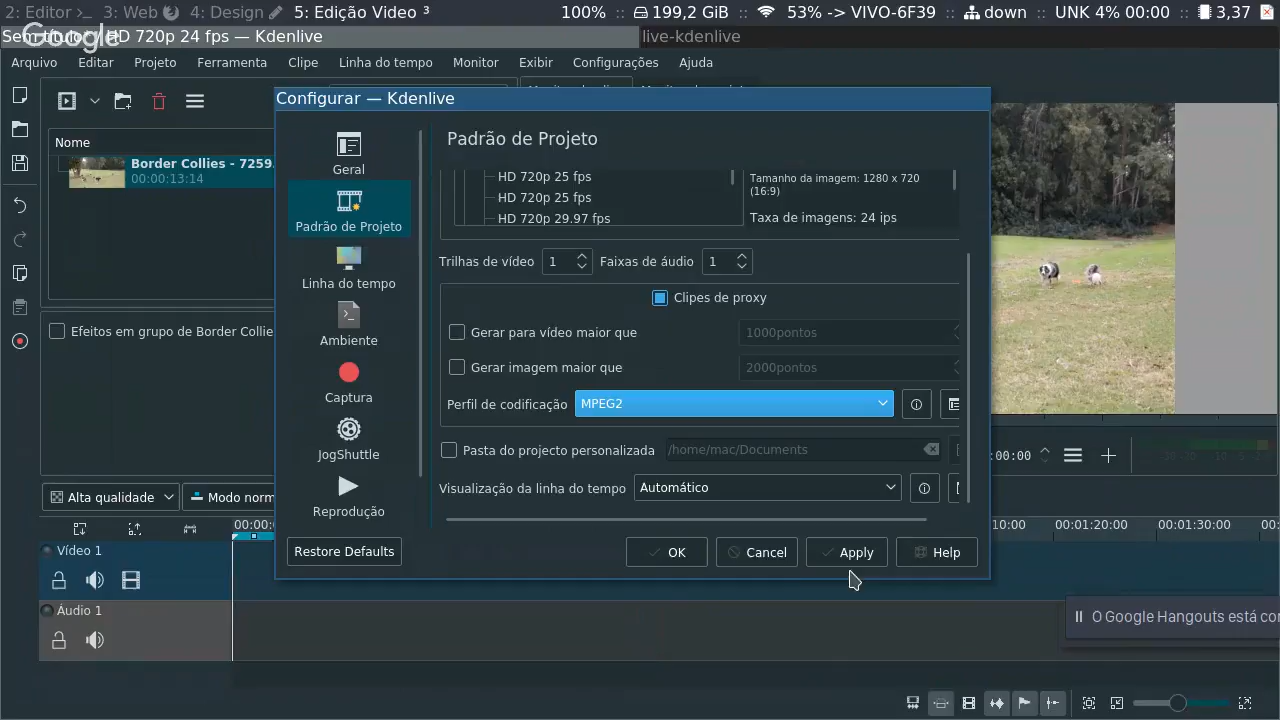 2: Editor 3: Web 4: Design 5: Edição Video ³ 100% :: 199,2 GiB :: 53% -> VIVO-6F39 :: down :: UNK 4% 00:00 :: 3,37
Google
HD 720p 24 fps — Kdenlive
live-kdenlive
Arquivo Editar Projeto Ferramenta Clipe Linha do tempo Monitor Exibir Configurações Ajuda
Configurar — Kdenlive
Nome
Border Collies - 7259.
00:00:13:14
Efeitos em grupo de Border Collie
Alta qualidade
Modo norm
Geral
Padrão de Projeto
Linha do tempo
Ambiente
Captura
JogShuttle
Reprodução
Padrão de Projeto
HD 720p 25 fps
HD 720p 25 fps
HD 720p 29.97 fps
Tamanho da imagem: 1280 x 720
(16:9)
Taxa de imagens: 24 ips
Trilhas de vídeo 1 Faixas de áudio 1
Clipes de proxy
Gerar para vídeo maior que 1000pontos
Gerar imagem maior que 2000pontos
Perfil de codificação MPEG2
Pasta do projecto personalizada /home/mac/Documents
Visualização da linha do tempo Automático
Restore Defaults OK Cancel Apply Help
:00:00
00:00:0
10:00 00:01:20:00 00:01:30:00 00:
Vídeo 1
Áudio 1
O Google Hangouts está cor